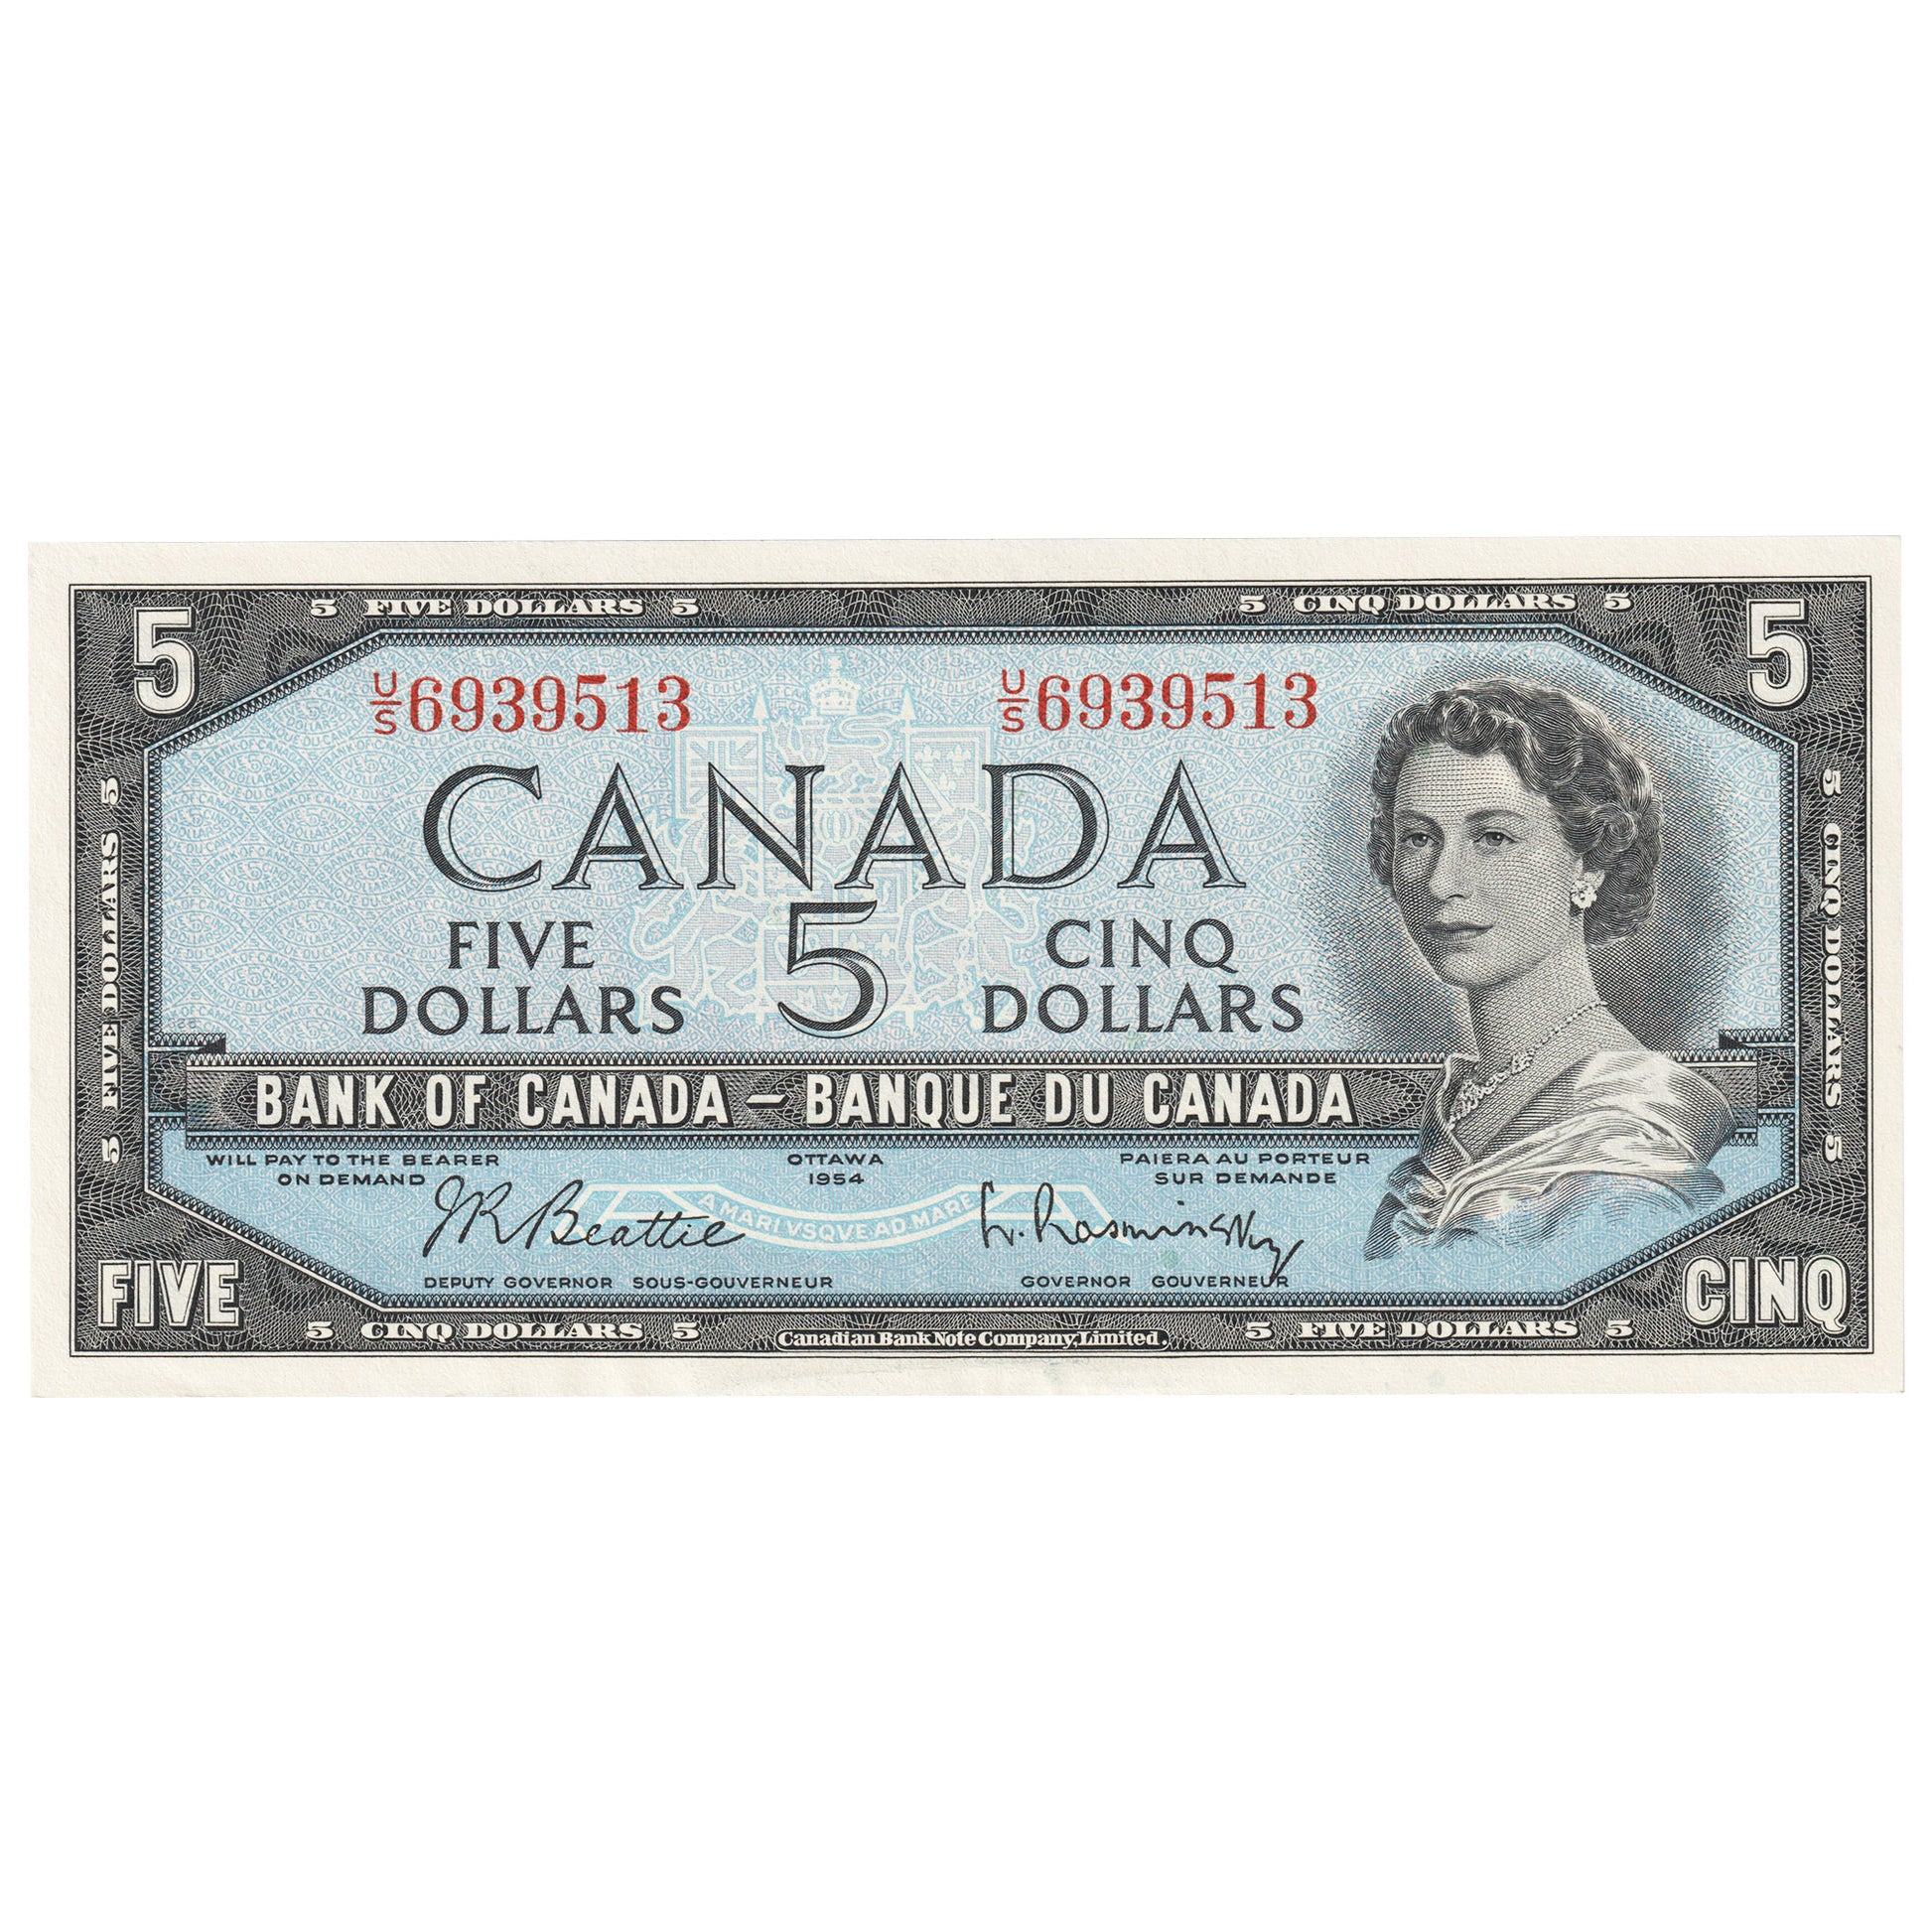 5 FIVE DOLLARS 5
5 CINQ DOLLARS 5
5
5
U/S 6939513
U/S 6939513
CANADA
FIVE DOLLARS
5
CINQ DOLLARS
5 FIVE DOLLARS 5
5 CINQ DOLLARS 5
BANK OF CANADA — BANQUE DU CANADA
WILL PAY TO THE BEARER
ON DEMAND
OTTAWA
1954
PAIERA AU PORTEUR
SUR DEMANDE
JR Beattie
A MARI VSQVE AD MARE
L. Rasminsky
DEPUTY GOVERNOR SOUS-GOUVERNEUR
GOVERNOR GOUVERNEUR
FIVE
CINQ
5 CINQ DOLLARS 5
Canadian Bank Note Company, Limited.
5 FIVE DOLLARS 5